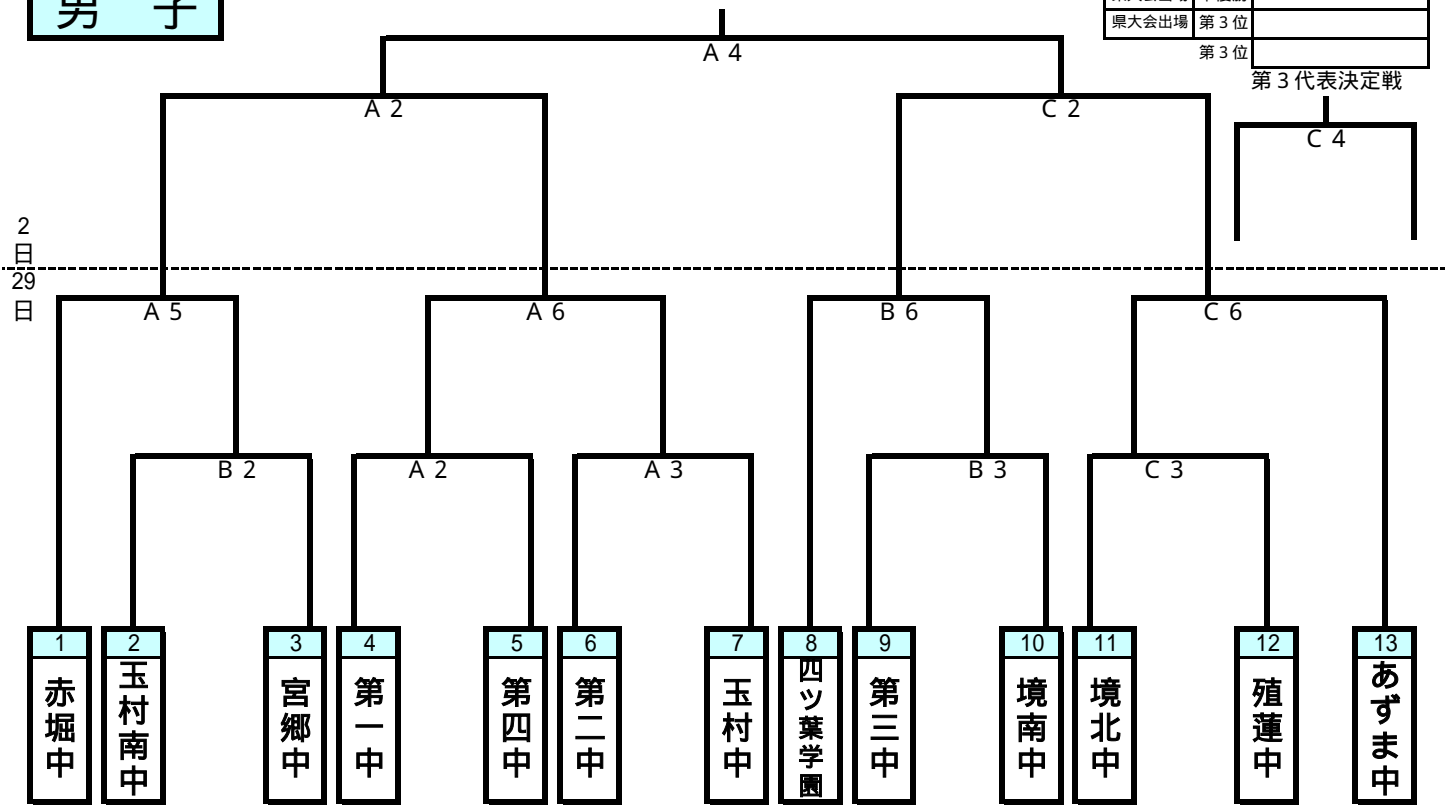 男 子
県大会出場 第3位
第3位
第3代表決定戦
A 4
A 2
C 2
C 4
2
日
29
日
A 5
A 6
B 6
C 6
B 2
A 2
A 3
B 3
C 3
1
2
3
4
5
6
7
8
9
10
11
12
13
赤堀中
玉村南中
宮郷中
第一中
第四中
第二中
玉村中
四ツ葉学園
第三中
境南中
境北中
殖蓮中
あずま中